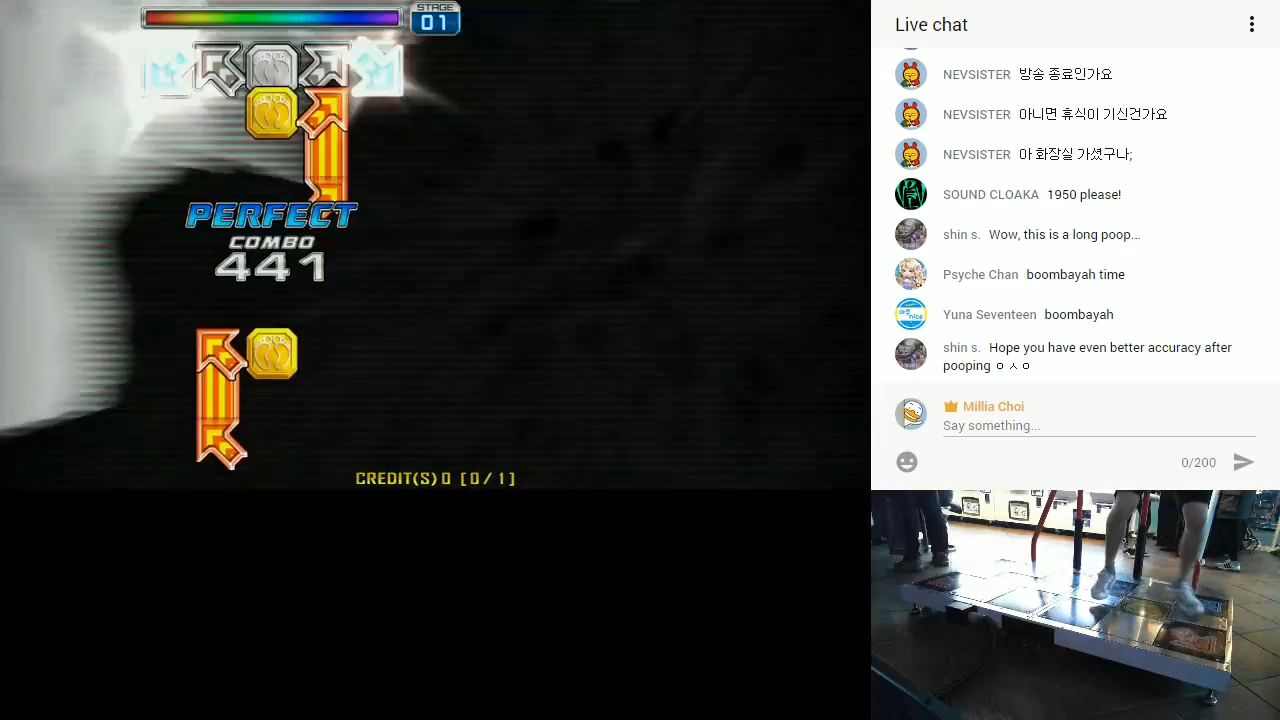 STAGE
01
PERFECT
COMBO
441
CREDIT(S) 0 [0/1]
Live chat
NEVSISTER 방송 종료인가요
NEVSISTER 아니면 휴식이 기신건가요
NEVSISTER 아 화장실 가셨구나;
SOUND CLOAKA 1950 please!
shin s. Wow, this is a long poop...
Psyche Chan boombayah time
Yuna Seventeen boombayah
shin s. Hope you have even better accuracy after
pooping ㅇㅅㅇ
Millia Choi
Say something...
0/200